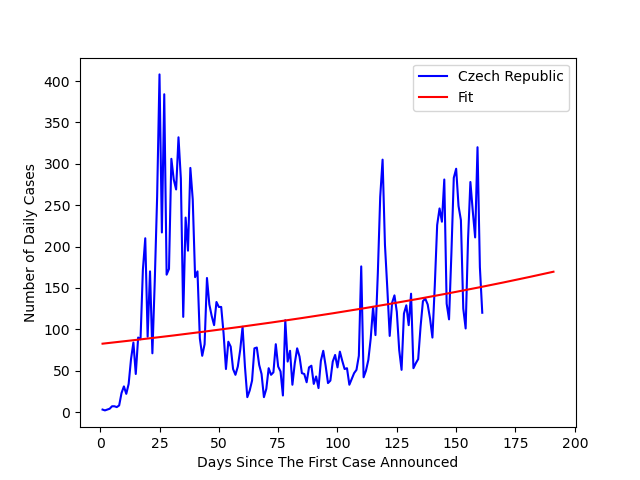 Czech Republic
Fit
400
350
300
250
200
150
100
50
0
Number of Daily Cases
0 25 50 75 100 125 150 175 200
Days Since The First Case Announced